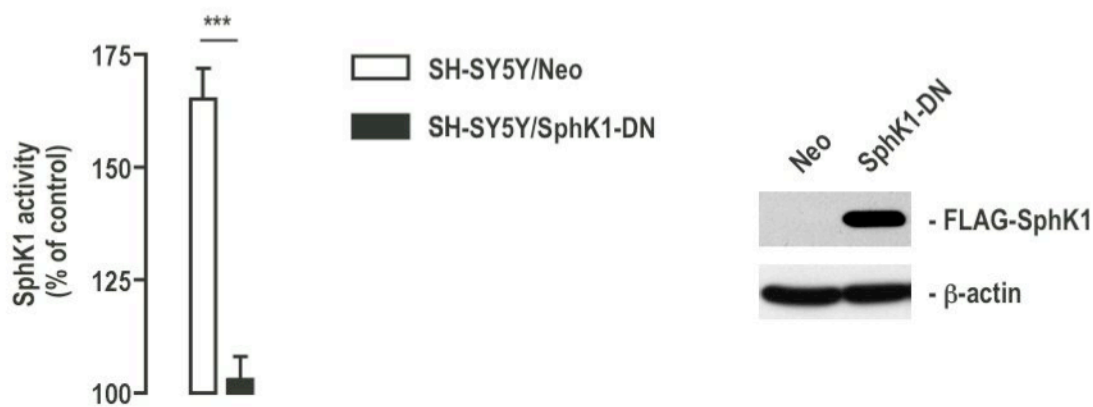 ***
175
150
125
100
SphK1 activity
(% of control)
SH-SY5Y/Neo
SH-SY5Y/SphK1-DN
Neo
SphK1-DN
- FLAG-SphK1
- β-actin